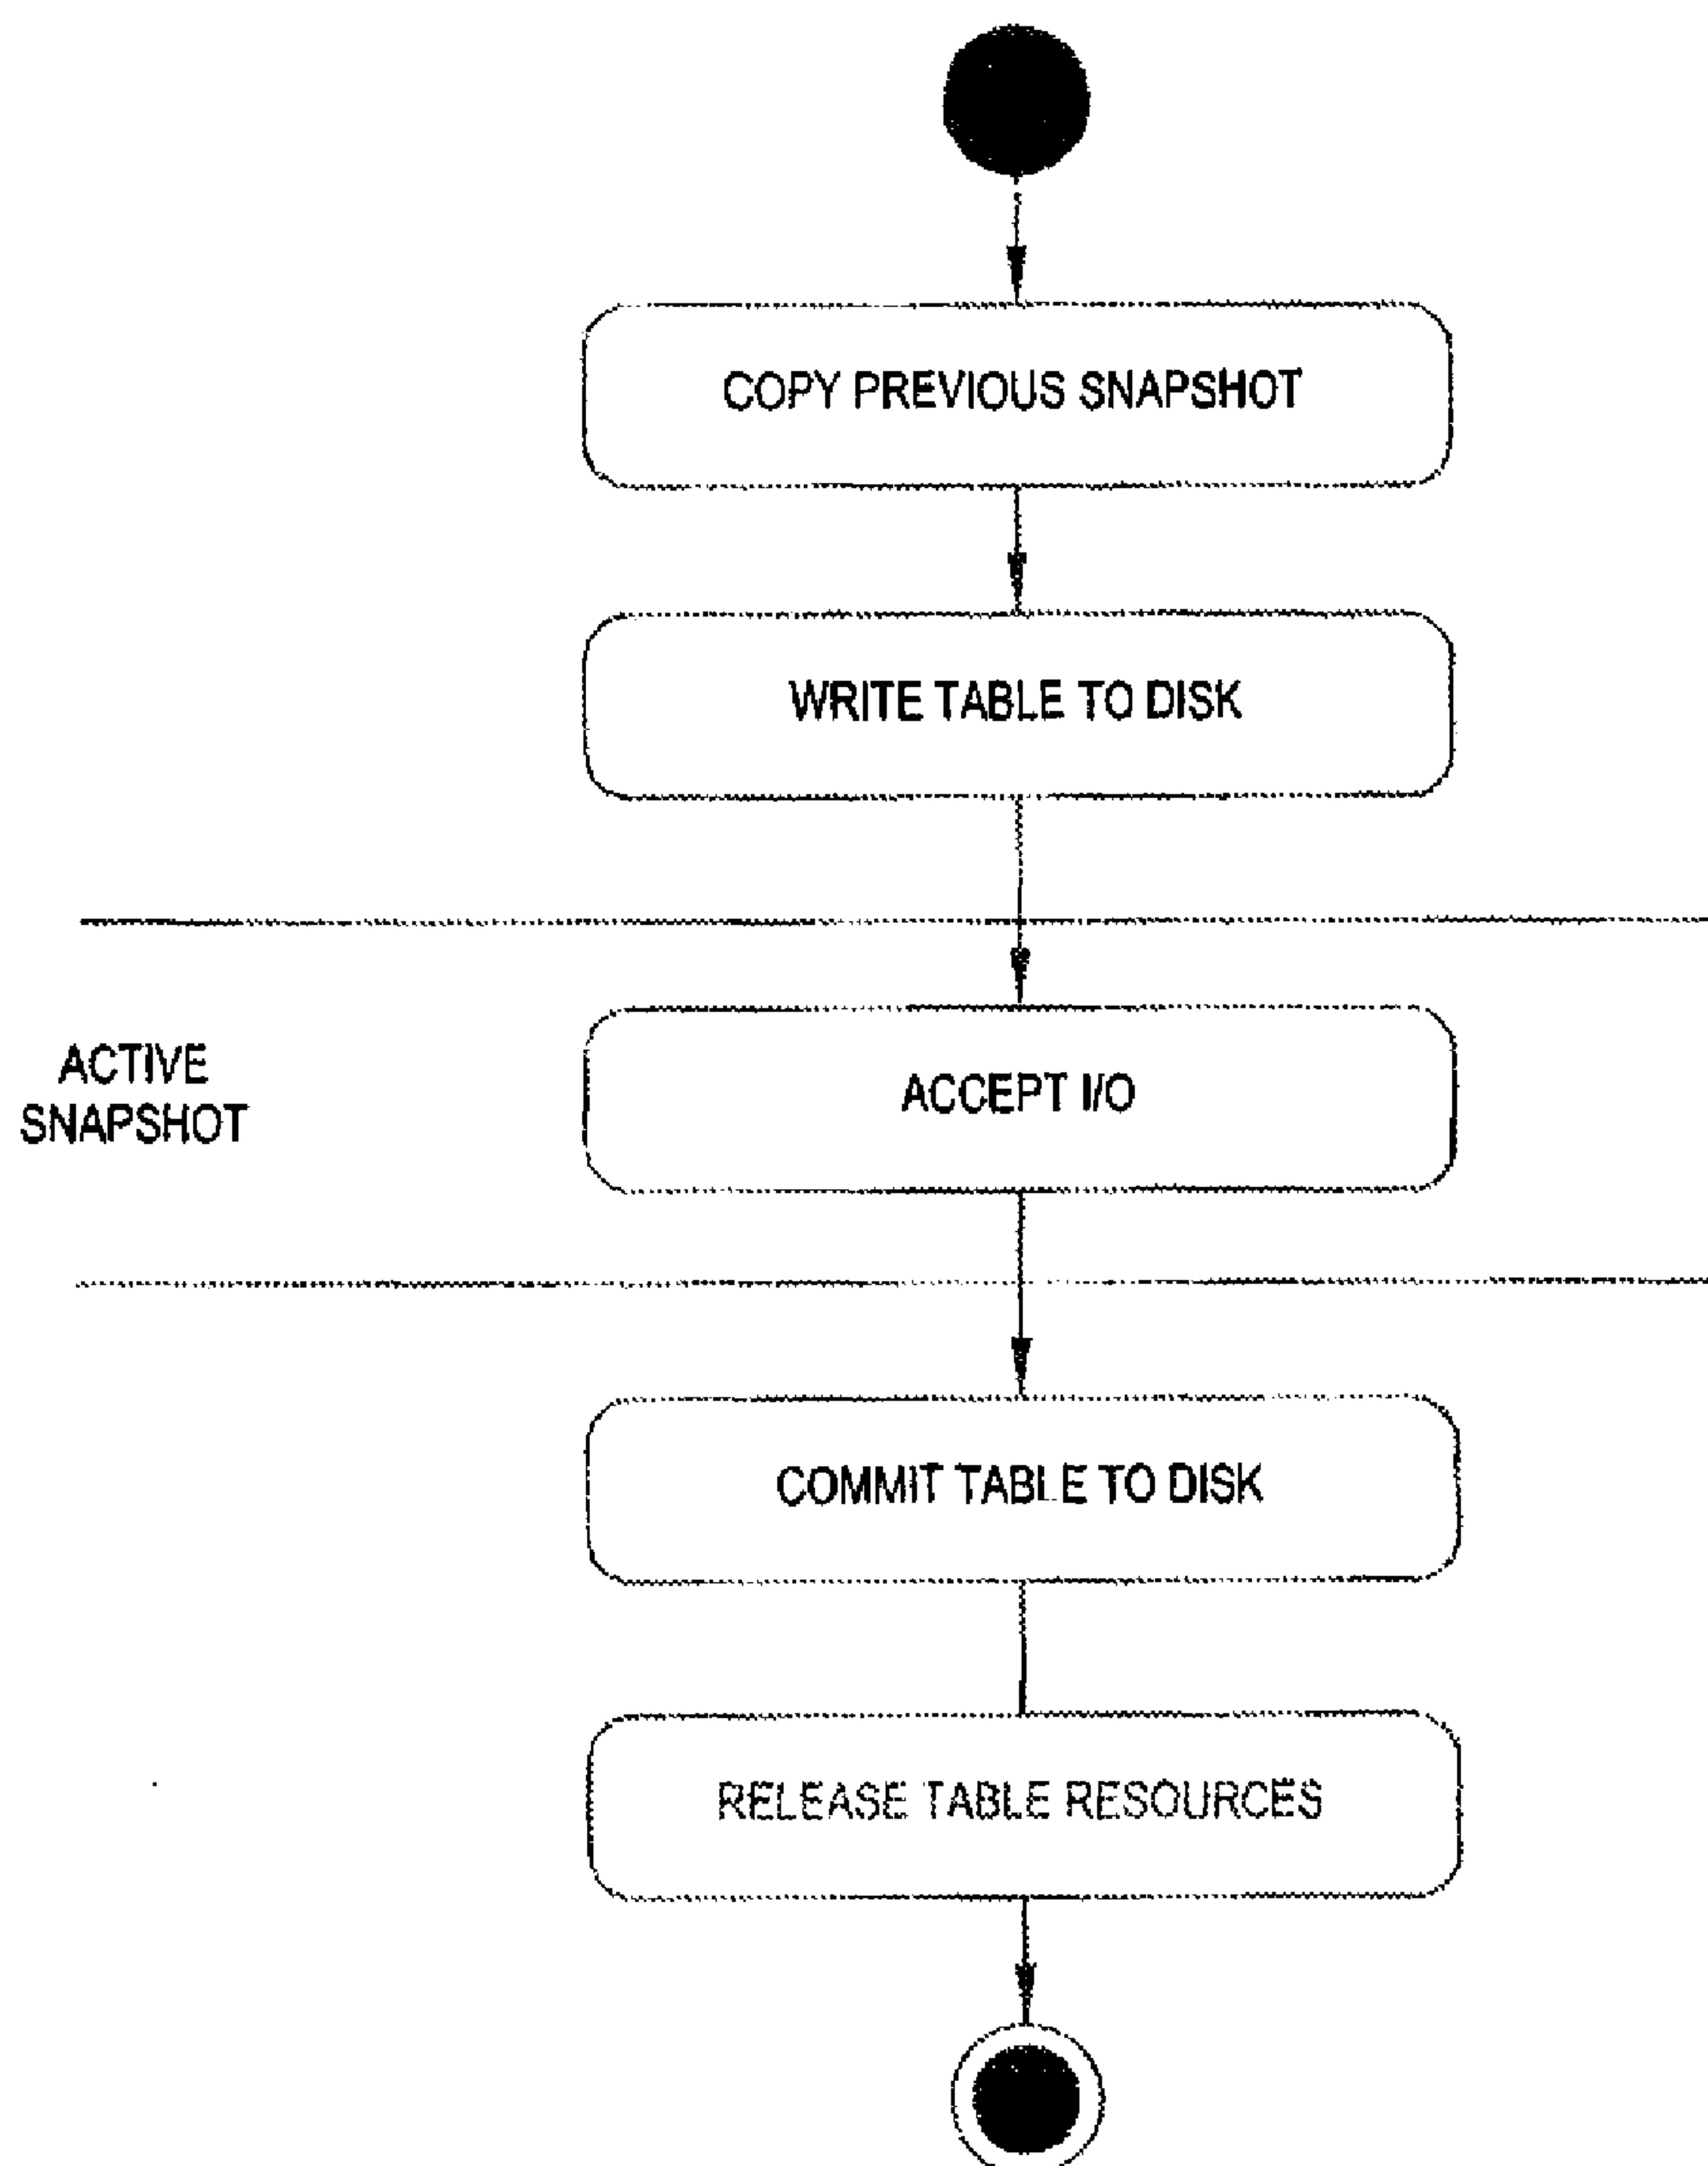 COPY PREVIOUS SNAPSHOT
WRITE TABLE TO DISK
ACTIVE
SNAPSHOT
ACCEPT I/O
COMMIT TABLE TO DISK
RELEASE TABLE RESOURCES